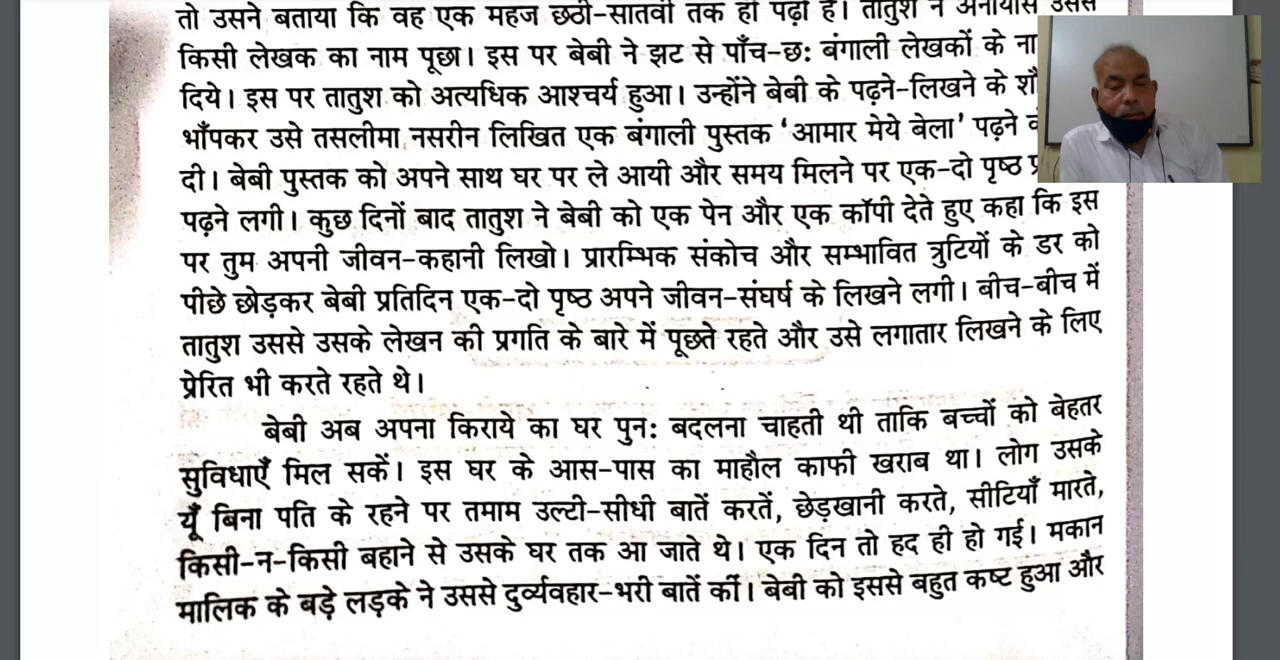 तो उसने बताया कि वह एक महज छठी-सातवीं तक ही पढ़ी है। तातुश ने अनायास उससे
किसी लेखक का नाम पूछा। इस पर बेबी ने झट से पाँच-छः बंगाली लेखकों के
दिये। इस पर तातुश को अत्यधिक आश्चर्य हुआ। उन्होंने बेबी के पढ़ने-लिखने के
भाँपकर उसे तसलीमा नसरीन लिखित एक बंगाली पुस्तक 'आमार मेये बेला' पढ़ने
दी। बेबी पुस्तक को अपने साथ घर पर ले आयी और समय मिलने पर एक-दो पृष्ठ
पढ़ने लगी। कुछ दिनों बाद तातुश ने बेबी को एक पेन और एक कॉपी देते हुए कहा कि इस
पर तुम अपनी जीवन-कहानी लिखो। प्रारम्भिक संकोच और सम्भावित त्रुटियों के डर को
पीछे छोड़कर बेबी प्रतिदिन एक-दो पृष्ठ अपने जीवन-संघर्ष के लिखने लगी। बीच-बीच में
तातुश उससे उसके लेखन की प्रगति के बारे में पूछते रहते और उसे लगातार लिखने के लिए
प्रेरित भी करते रहते थे।
बेबी अब अपना किराये का घर पुनः बदलना चाहती थी ताकि बच्चों को बेहतर
सुविधाएँ मिल सकें। इस घर के आस-पास का माहौल काफी खराब था। लोग उसके
यूँ बिना पति के रहने पर तमाम उल्टी-सीधी बातें करतें, छेड़खानी करते, सीटियाँ मारते,
किसी-न-किसी बहाने से उसके घर तक आ जाते थे। एक दिन तो हद ही हो गई। मकान
मालिक के बड़े लड़के ने उससे दुर्व्यवहार-भरी बातें कीं। बेबी को इससे बहुत कष्ट हुआ और